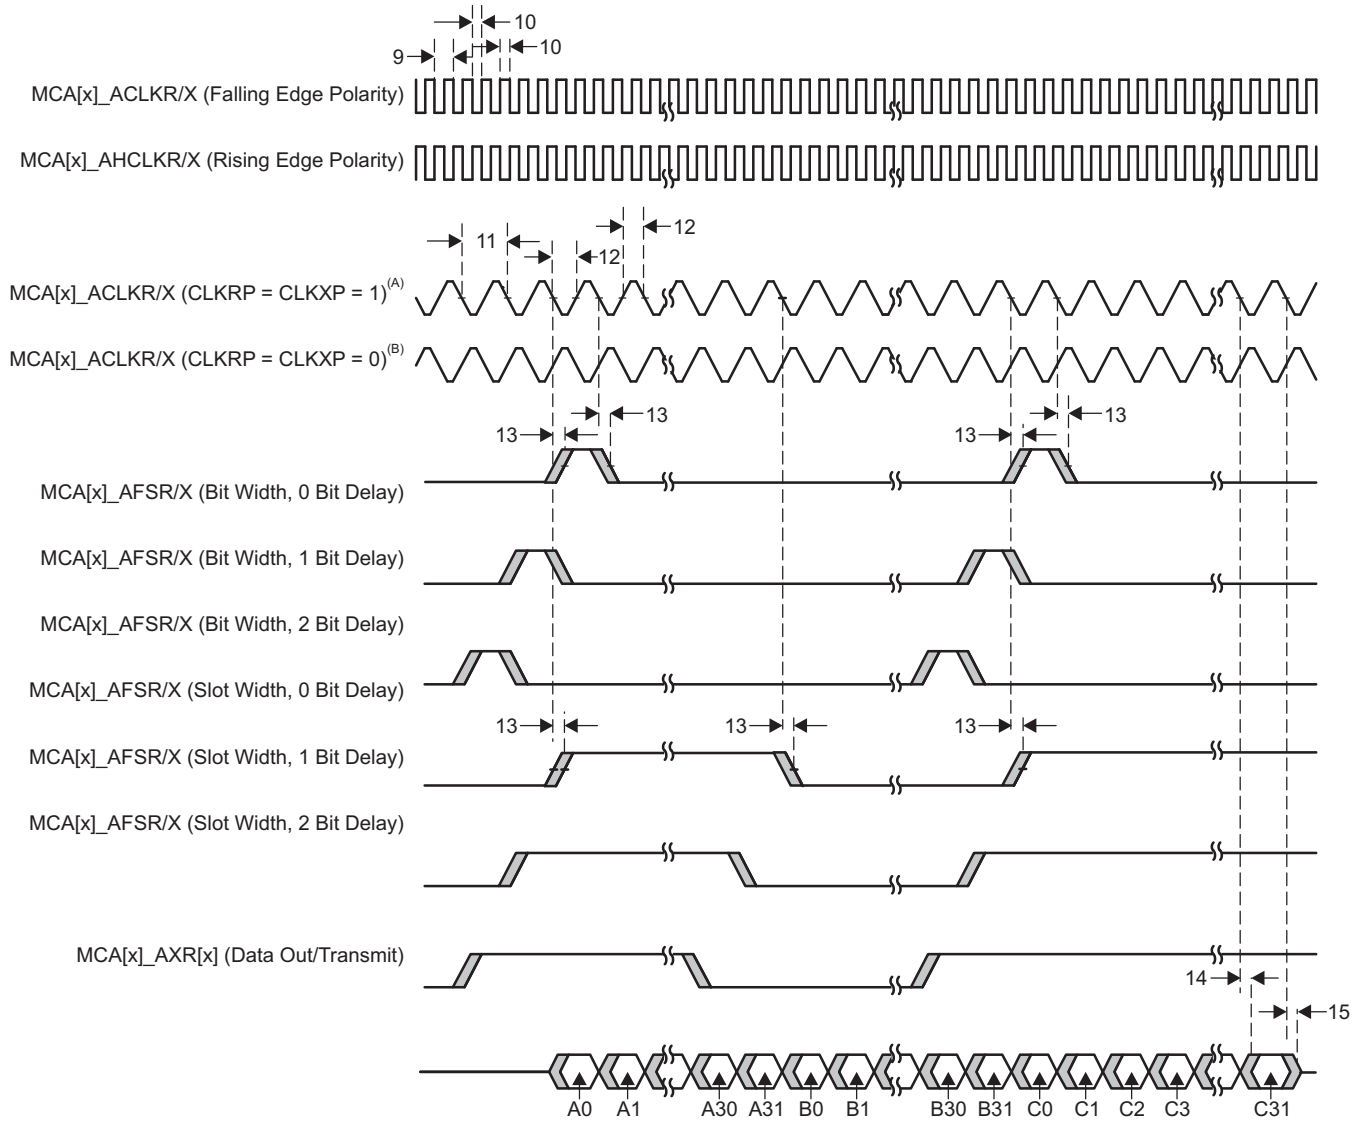 10
9
10
MCA[x]_ACLKR/X (Falling Edge Polarity)
MCA[x]_AHCLKR/X (Rising Edge Polarity)
12
11
12
MCA[x]_ACLKR/X (CLKRP = CLKXP = 1)(A)
MCA[x]_ACLKR/X (CLKRP = CLKXP = 0)(B)
13
13
13
13
MCA[x]_AFSR/X (Bit Width, 0 Bit Delay)
MCA[x]_AFSR/X (Bit Width, 1 Bit Delay)
MCA[x]_AFSR/X (Bit Width, 2 Bit Delay)
MCA[x]_AFSR/X (Slot Width, 0 Bit Delay)
13
13
13
MCA[x]_AFSR/X (Slot Width, 1 Bit Delay)
MCA[x]_AFSR/X (Slot Width, 2 Bit Delay)
MCA[x]_AXR[x] (Data Out/Transmit)
14
15
A0 A1 A30 A31 B0 B1 B30 B31 C0 C1 C2 C3 C31